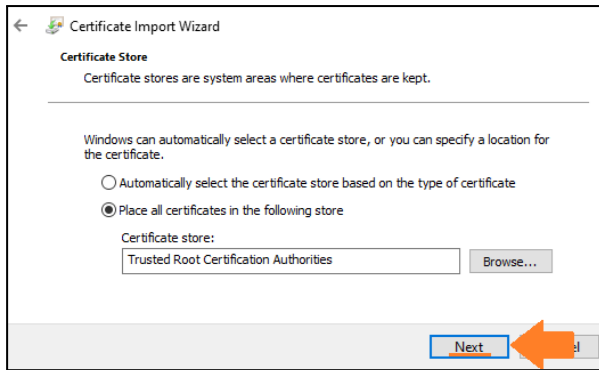 Certificate Import Wizard
Certificate Store
Certificate stores are system areas where certificates are kept.
Windows can automatically select a certificate store, or you can specify a location for
the certificate.
Automatically select the certificate store based on the type of certificate
Place all certificates in the following store
Certificate store:
Trusted Root Certification Authorities
Browse...
Next